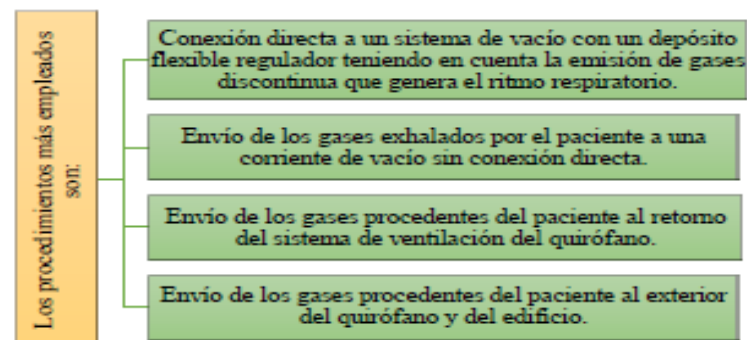 Los procedimientos más empleados
son:
Conexión directa a un sistema de vacío con un depósito
flexible regulador teniendo en cuenta la emisión de gases
discontinua que genera el ritmo respiratorio.
Envío de los gases exhalados por el paciente a una
corriente de vacío sin conexión directa.
Envío de los gases procedentes del paciente al retorno
del sistema de ventilación del quirófano.
Envío de los gases procedentes del paciente al exterior
del quirófano y del edificio.